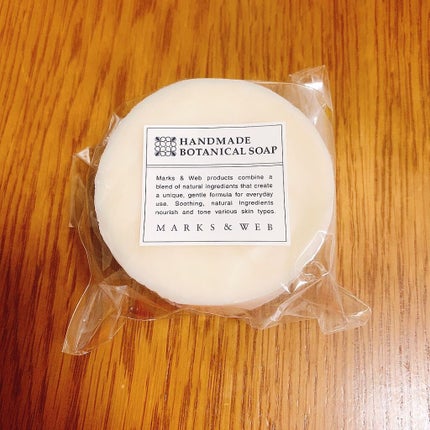 HANDMADE
BOTANICAL SOAP
Marks & Web products combine a
blend of natural ingredients that create
a unique, gentle formula for everyday
use. Soothing, natural ingredients
nourish and tone various skin types.
MARKS & WEB